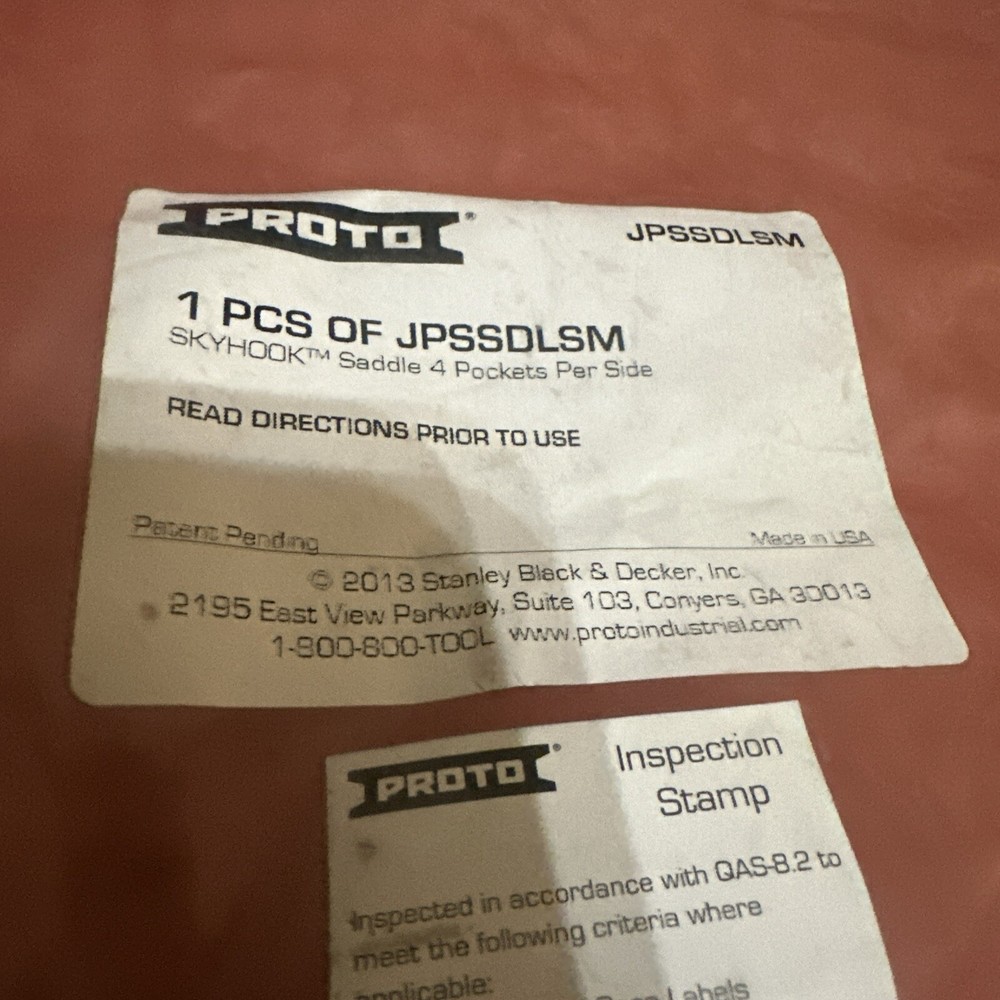 PROTO®
JPSSDLSM
1 PCS OF JPSSDLSM
SKYHOOK™ Saddle 4 Pockets Per Side
READ DIRECTIONS PRIOR TO USE
Patent Pending
Made in USA
© 2013 Stanley Black & Decker, Inc
2195 East View Parkway, Suite 103, Conyers, GA 30013
1-800-800-TOOL www.protoindustrial.com
PROTO®
Inspection
Stamp
Inspected in accordance with QAS-8.2 to
meet the following criteria where
applicable:
Labels